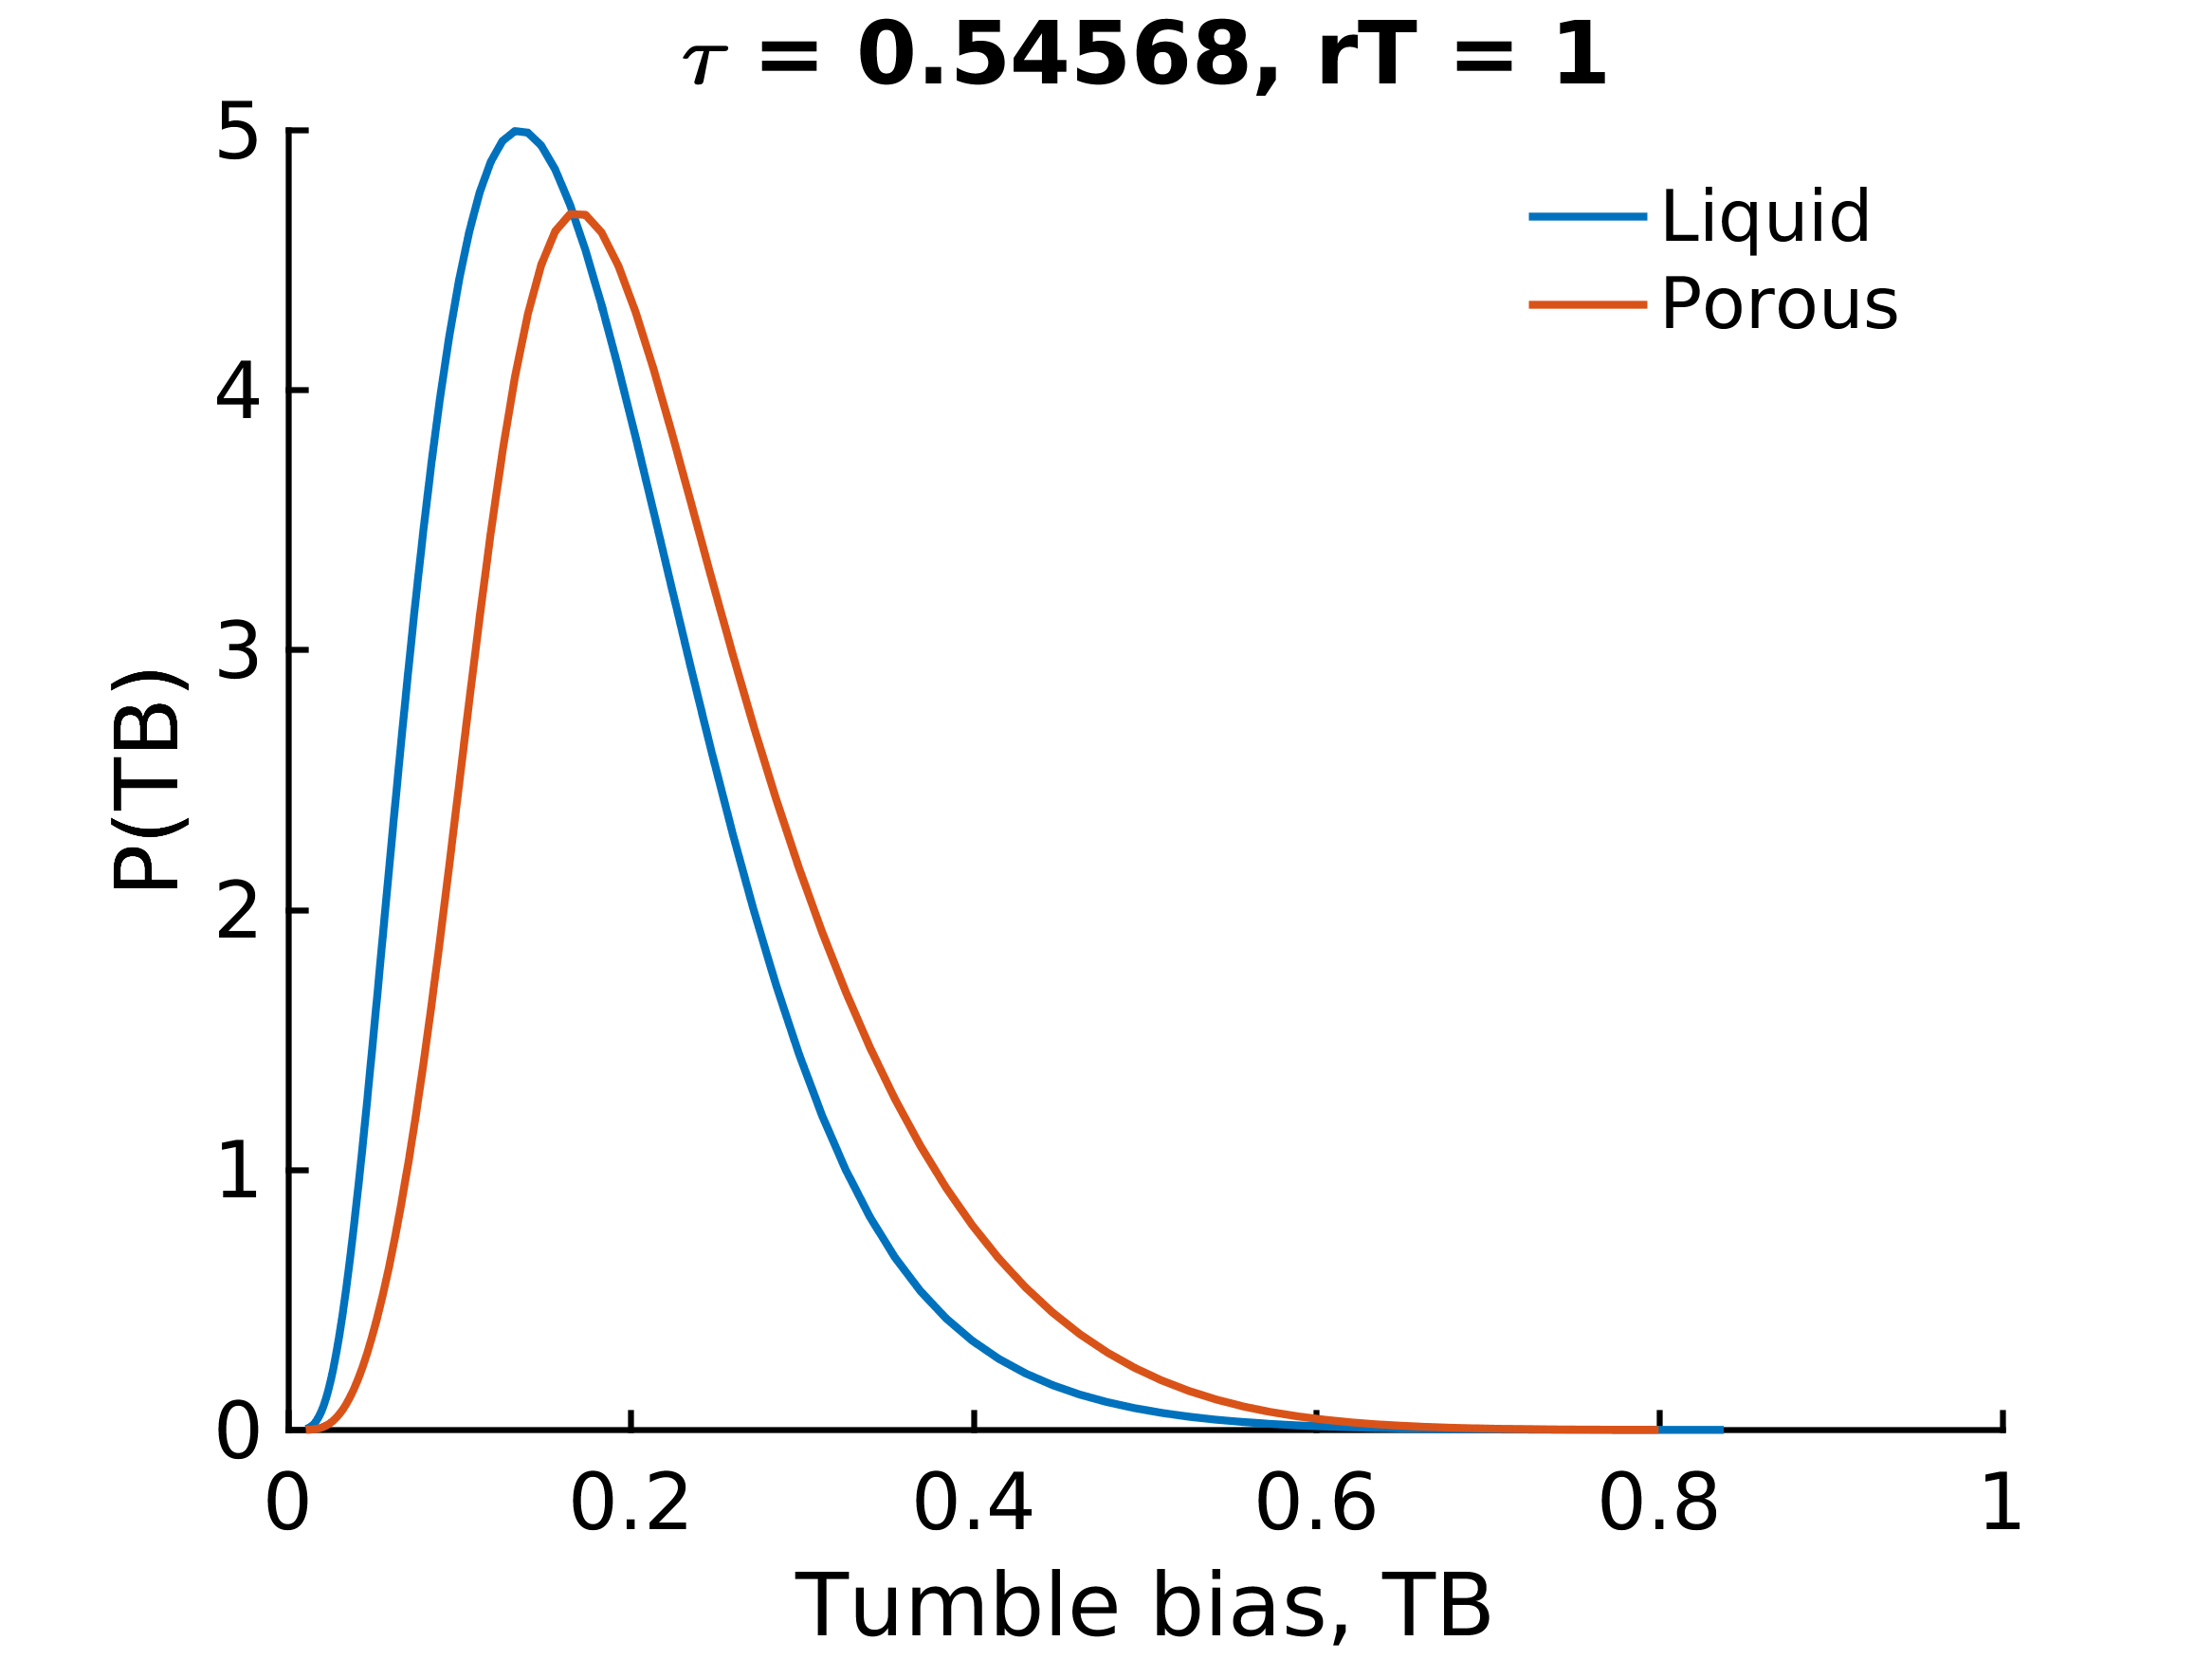 τ = 0.54568, rT = 1
Liquid
Porous
P(TB)
5
4
3
2
1
0
0 0.2 0.4 0.6 0.8 1
Tumble bias, TB